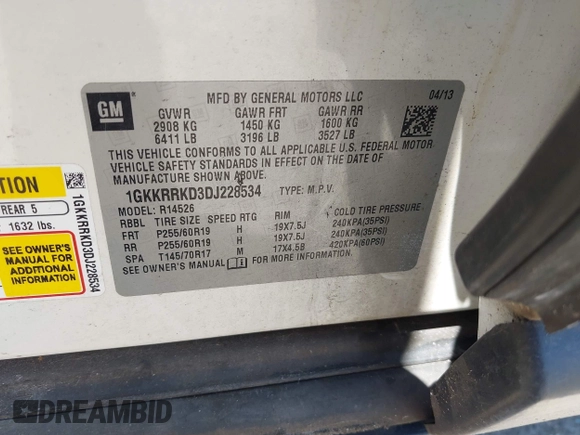 GM
MFD BY GENERAL MOTORS LLC
04/13
GVWR GAWR FRT GAWR RR
2908 KG 1450 KG 1600 KG
6411 LB 3196 LB 3527 LB
THIS VEHICLE CONFORMS TO ALL APPLICABLE U.S. FEDERAL MOTOR
VEHICLE SAFETY STANDARDS IN EFFECT ON THE DATE OF
MANUFACTURE SHOWN ABOVE.
1GKKRRKD3DJ228534 TYPE: M.P.V.
MODEL: R14526
RBBL TIRE SIZE SPEED RTG RIM COLD TIRE PRESSURE
FRT P255/60R19 H 19X7.5J 240KPA(35PSI)
RR P255/60R19 H 19X7.5J 240KPA(35PSI)
SPA T145/70R17 M 17X4.5B 420KPA(60PSI)
SEE OWNER'S MANUAL FOR MORE INFORMATION.
TION
REAR 5
1632 lbs.
SEE OWNER'S
MANUAL FOR
ADDITIONAL
INFORMATION
1GKKRRKD3DJ228534
DREAMBID